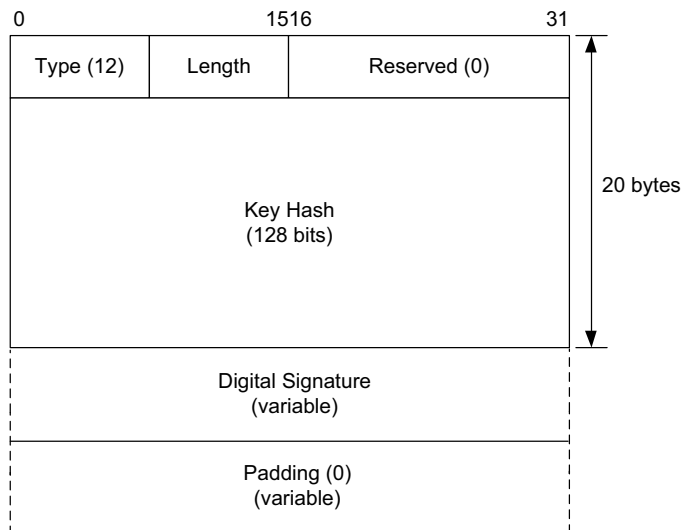 0 1516 31
Type (12) Length Reserved (0)
20 bytes
Key Hash
(128 bits)
Digital Signature
(variable)
Padding (0)
(variable)